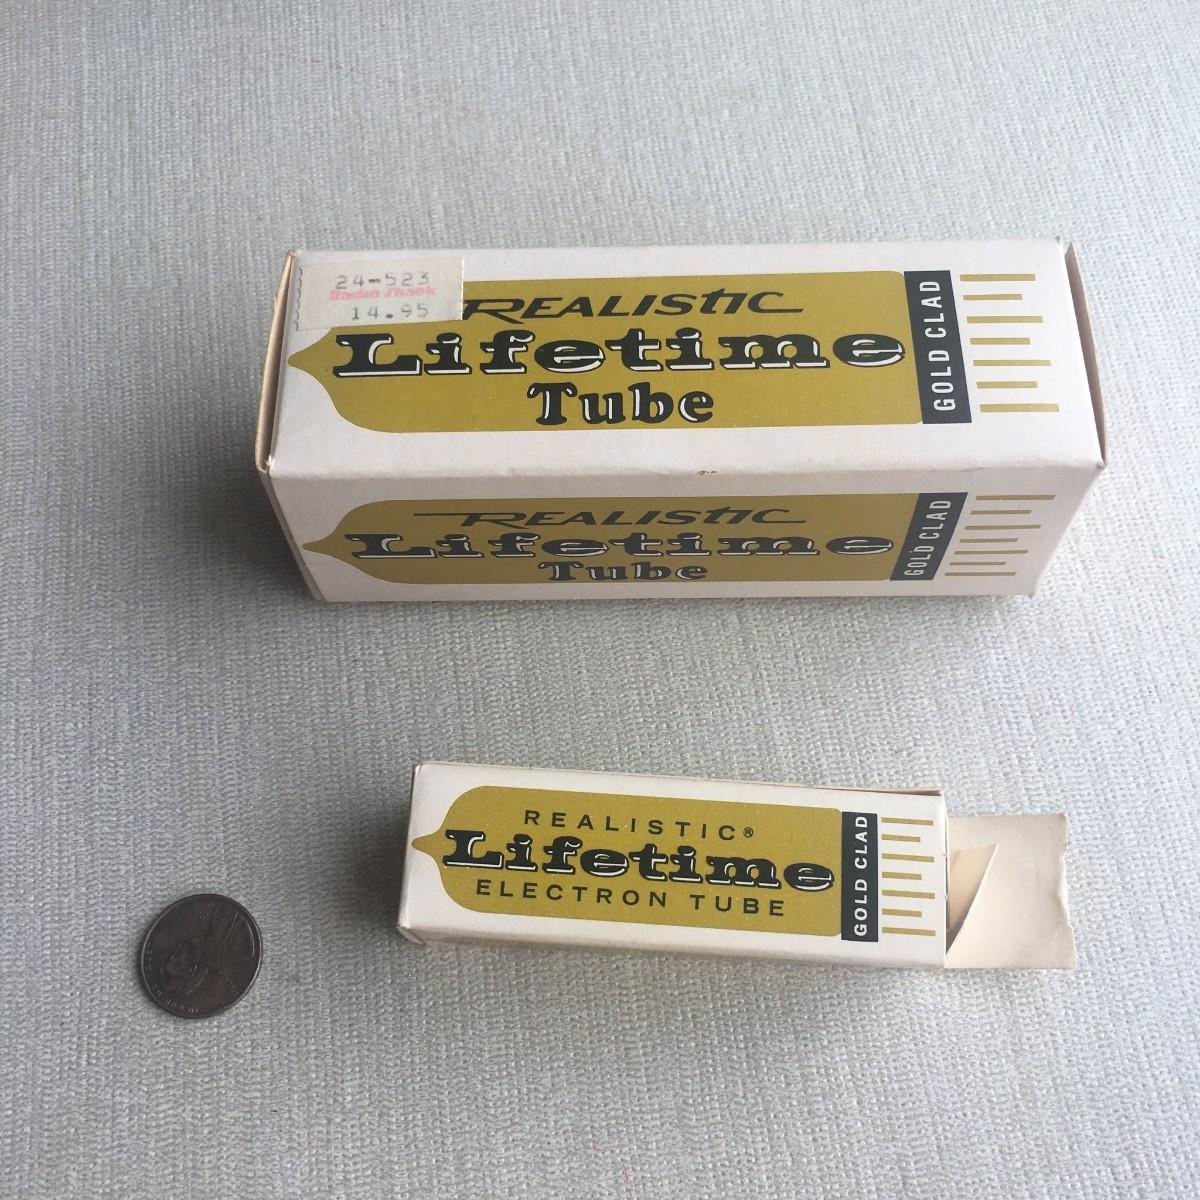 24-523
Radio Shack
14.95
REALISTIC
Lifetime
Tube
GOLD CLAD
REALISTIC
Lifetime
Tube
GOLD CLAD
REALISTIC®
Lifetime
ELECTRON TUBE
GOLD CLAD